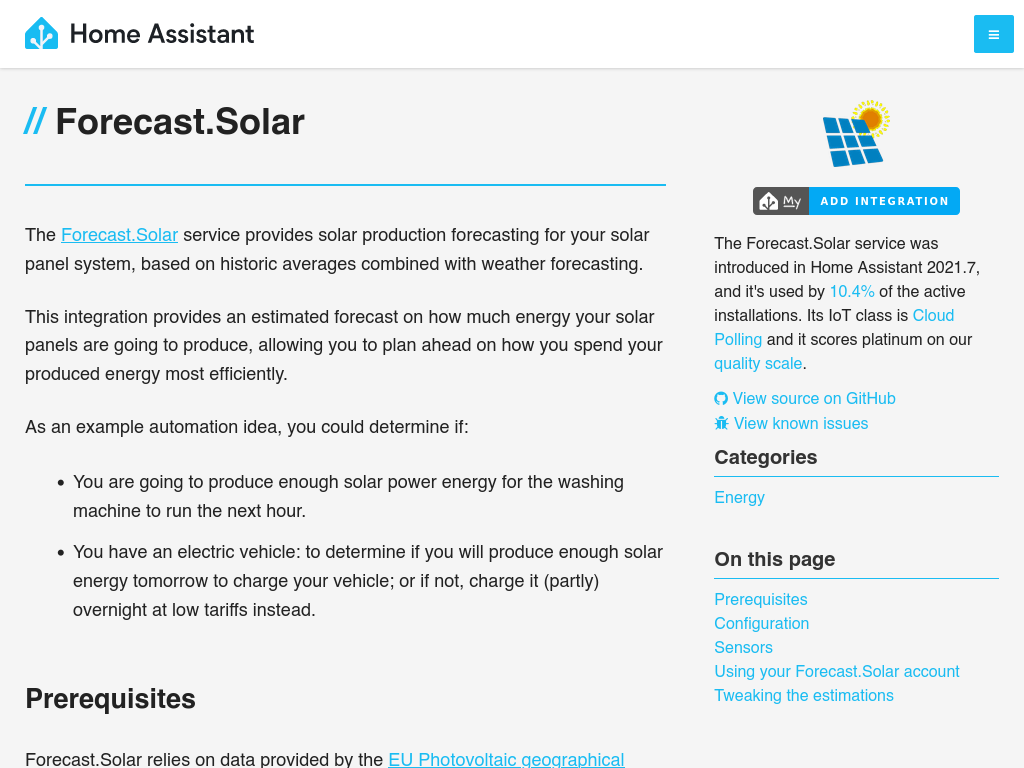 Home Assistant
// Forecast.Solar
The Forecast.Solar service provides solar production forecasting for your solar
panel system, based on historic averages combined with weather forecasting.
This integration provides an estimated forecast on how much energy your solar
panels are going to produce, allowing you to plan ahead on how you spend your
produced energy most efficiently.
As an example automation idea, you could determine if:
• You are going to produce enough solar power energy for the washing
machine to run the next hour.
• You have an electric vehicle: to determine if you will produce enough solar
energy tomorrow to charge your vehicle; or if not, charge it (partly)
overnight at low tariffs instead.
Prerequisites
Forecast.Solar relies on data provided by the EU Photovoltaic geographical
My ADD INTEGRATION
The Forecast.Solar service was
introduced in Home Assistant 2021.7,
and it's used by 10.4% of the active
installations. Its IoT class is Cloud
Polling and it scores platinum on our
quality scale.
View source on GitHub
View known issues
Categories
Energy
On this page
Prerequisites
Configuration
Sensors
Using your Forecast.Solar account
Tweaking the estimations